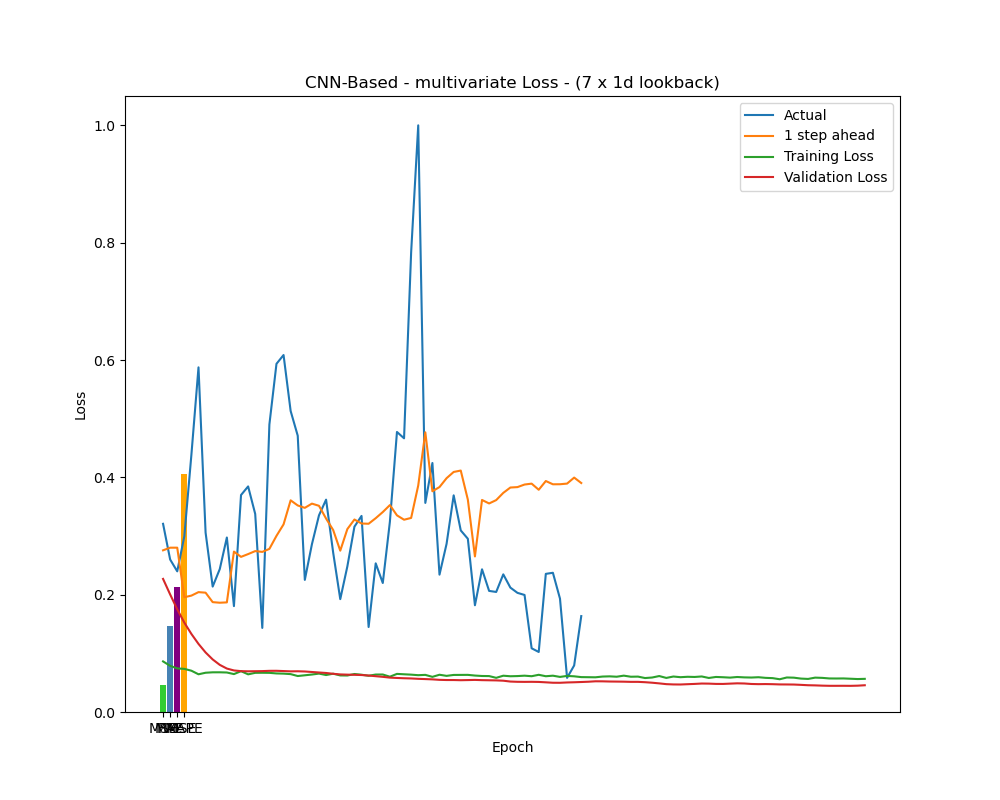 CNN-Based - multivariate Loss - (7 x 1d lookback)
Actual
1 step ahead
Training Loss
Validation Loss
1.0
0.8
0.6
0.4
0.2
0.0
Loss
Epoch